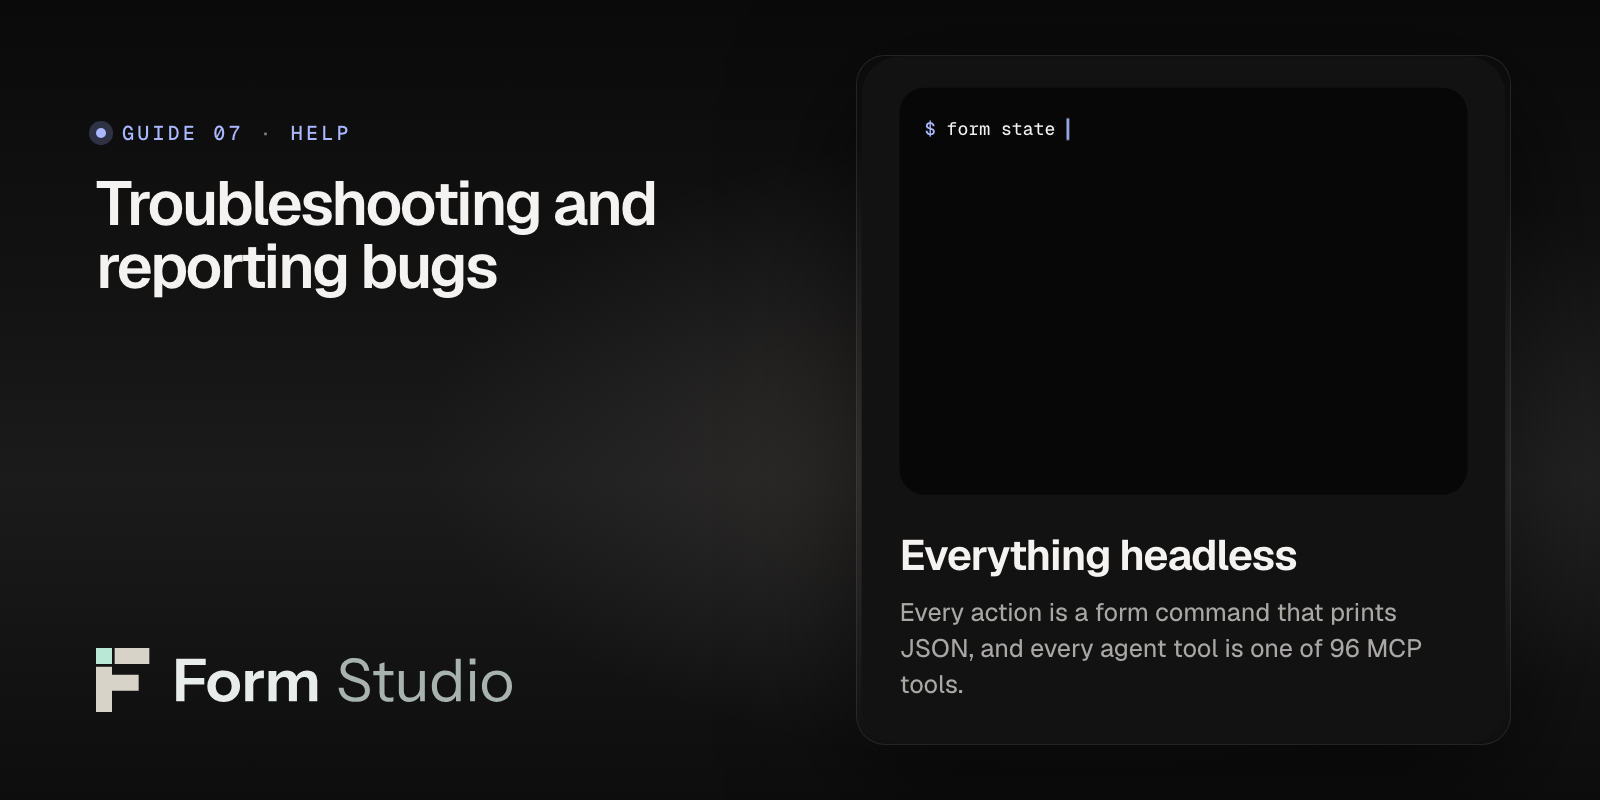 GUIDE 07 · HELP
Troubleshooting and
reporting bugs
Form Studio
$ form state
Everything headless
Every action is a form command that prints
JSON, and every agent tool is one of 96 MCP
tools.